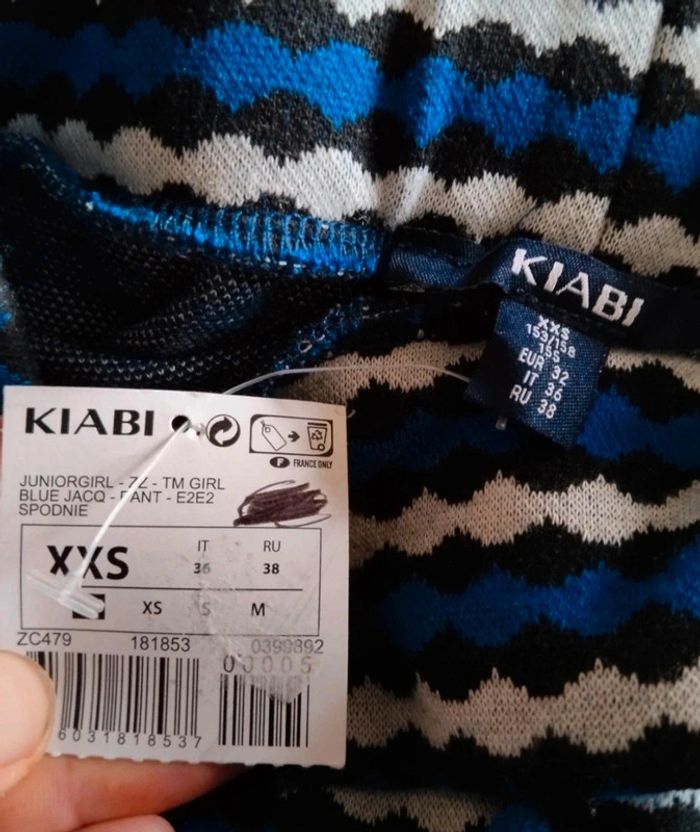 KIABI
XXS
153/158
155
EUR 32
IT 36
RU 38
KIABI
F FRANCE ONLY
JUNIORGIRL - ZZ - TM GIRL
BLUE JACQ - PANT - E2E2
SPODNIE
XXS IT 36 RU 38
XS S M
ZC479 181853 0399892
00005
6031818537